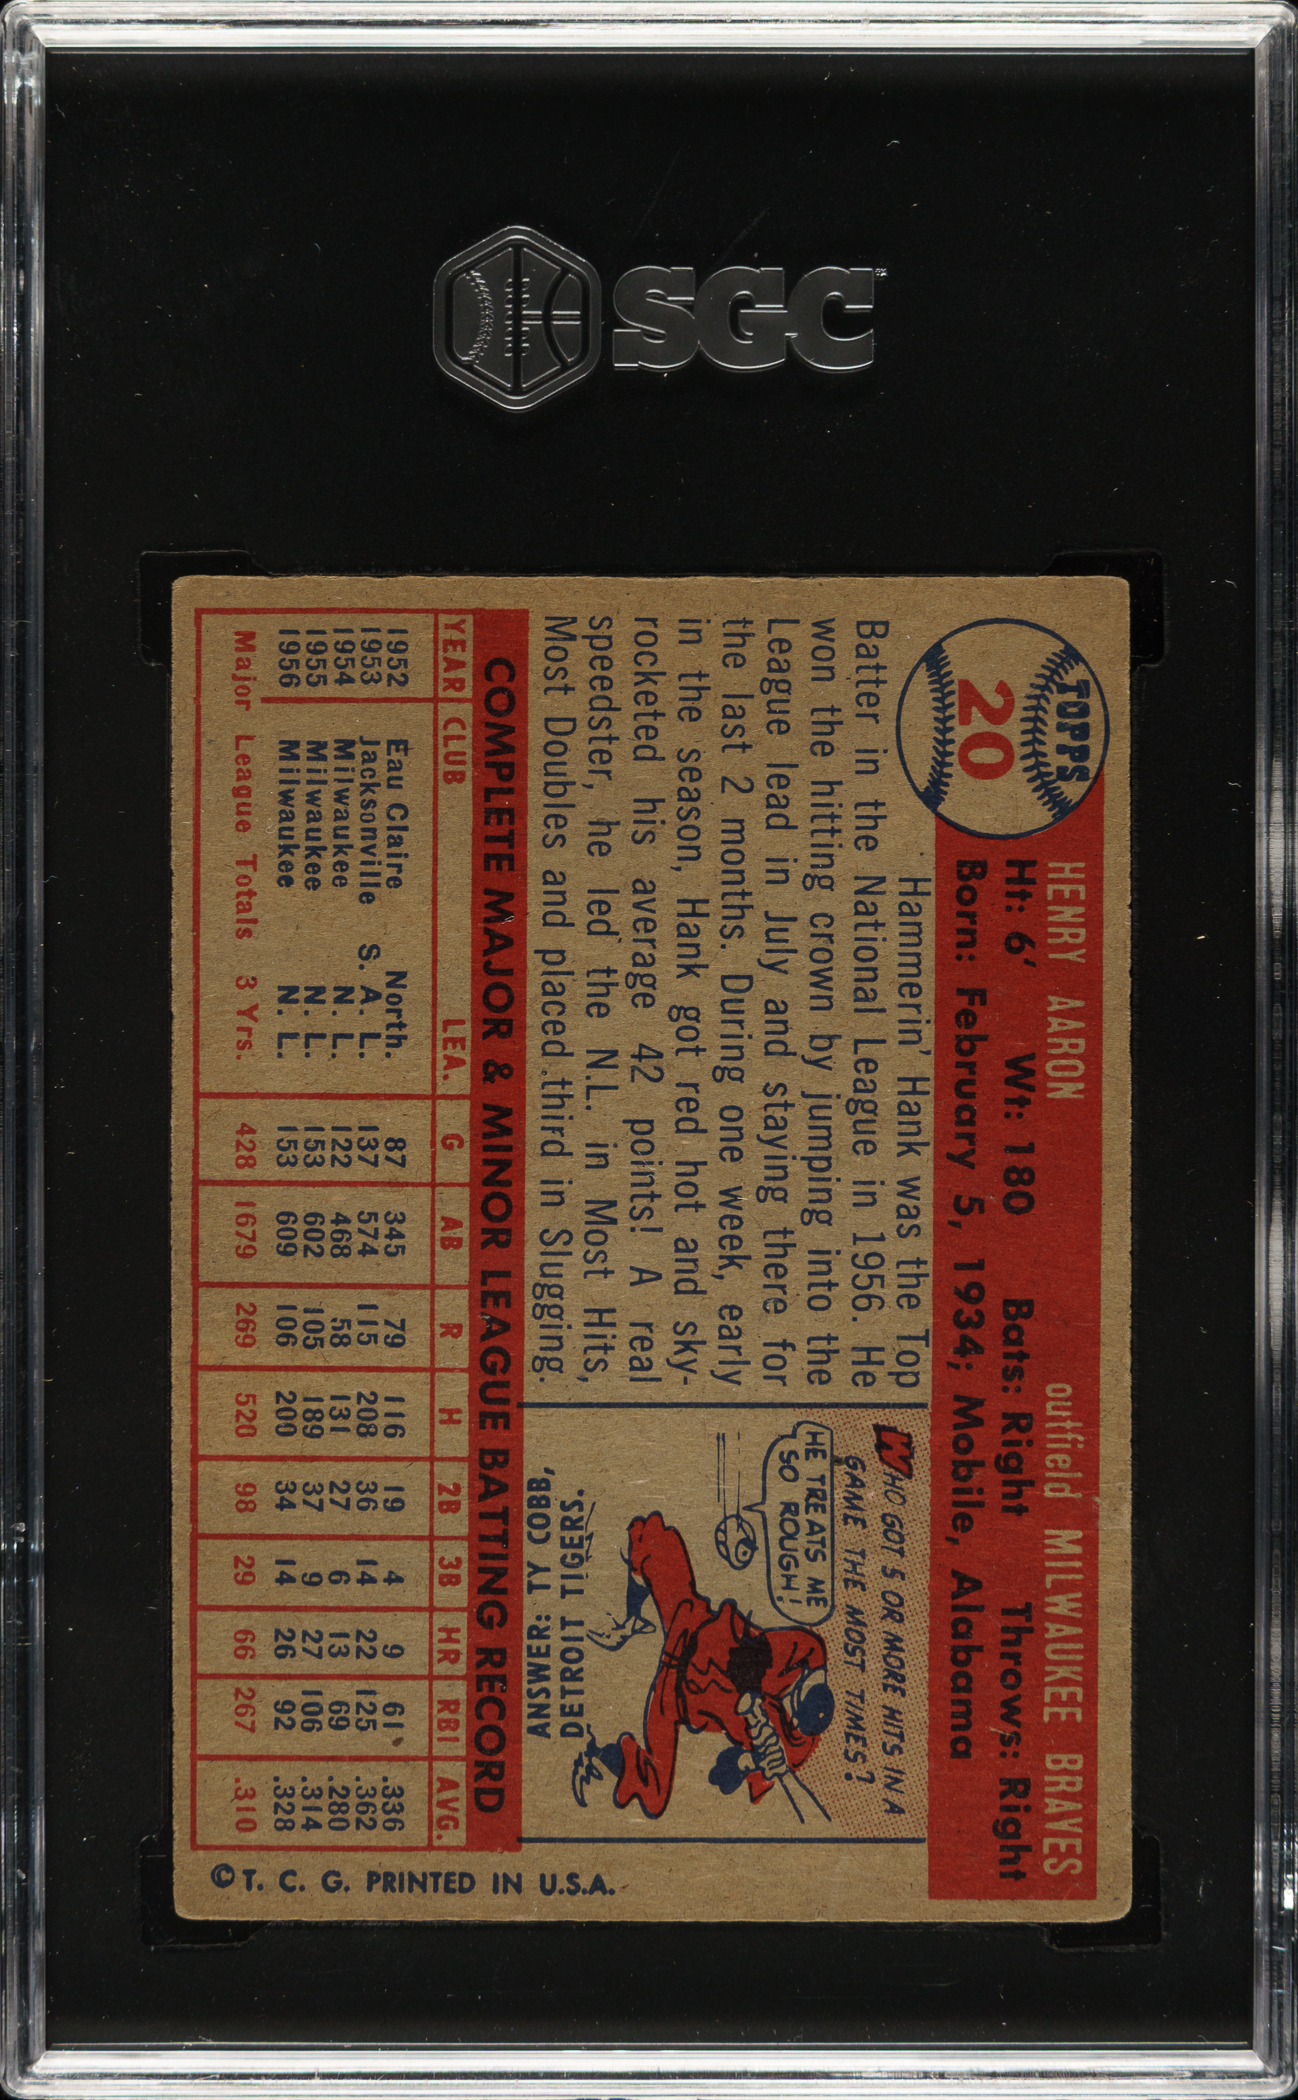 SGC
TOPPS
20
HENRY AARON outfield MILWAUKEE BRAVES
Ht: 6' Wt: 180 Bats: Right Throws: Right
Born: February 5, 1934; Mobile, Alabama
Hammerin' Hank was the Top
Batter in the National League in 1956. He
won the hitting crown by jumping into the
League lead in July and staying there for
the last 2 months. During one week, early
in the season, Hank got red hot and sky-
rocketed his average 42 points! A real
speedster, he led the N.L. in Most Hits,
Most Doubles and placed third in Slugging.
WHO GOT 5 OR MORE HITS IN A
GAME THE MOST TIMES?
HE TREATS ME
SO ROUGH!
ANSWER: TY COBB,
DETROIT TIGERS.
COMPLETE MAJOR & MINOR LEAGUE BATTING RECORD
YEAR CLUB LEA. G AB R H 2B 3B HR RBI AVG.
1952 Eau Claire North. 87 345 79 116 19 4 9 61 .336
1953 Jacksonville S. A. L. 137 574 115 208 36 14 22 125 .362
1954 Milwaukee N. L. 122 468 58 131 27 6 13 69 .280
1955 Milwaukee N. L. 153 602 105 189 37 9 27 106 .314
1956 Milwaukee N. L. 153 609 106 200 34 14 26 92 .328
Major League Totals 3 Yrs. 428 1679 269 520 98 29 66 267 .310
© T. C. G. PRINTED IN U.S.A.